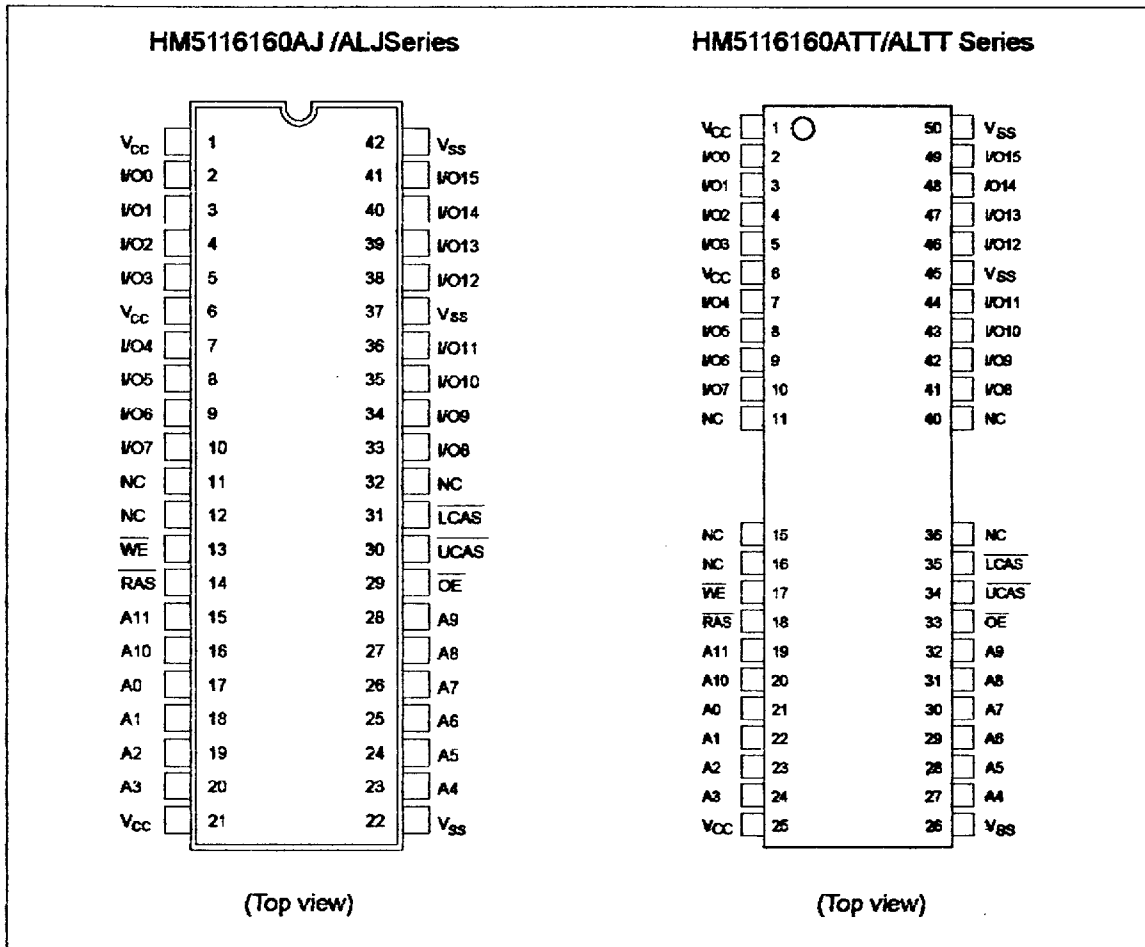 HM5116160AJ /ALJSeries
VCC 1 42 VSS
I/O0 2 41 I/O15
I/O1 3 40 I/O14
I/O2 4 39 I/O13
I/O3 5 38 I/O12
VCC 6 37 VSS
I/O4 7 36 I/O11
I/O5 8 35 I/O10
I/O6 9 34 I/O9
I/O7 10 33 I/O8
NC 11 32 NC
NC 12 31 LCAS
WE 13 30 UCAS
RAS 14 29 OE
A11 15 28 A9
A10 16 27 A8
A0 17 26 A7
A1 18 25 A6
A2 19 24 A5
A3 20 23 A4
VCC 21 22 VSS
(Top view)
HM5116160ATT/ALTT Series
VCC 1 50 VSS
I/O0 2 49 I/O15
I/O1 3 48 /O14
I/O2 4 47 I/O13
I/O3 5 46 I/O12
VCC 6 45 VSS
I/O4 7 44 I/O11
I/O5 8 43 I/O10
I/O6 9 42 I/O9
I/O7 10 41 I/O8
NC 11 40 NC
NC 15 36 NC
NC 16 35 LCAS
WE 17 34 UCAS
RAS 18 33 OE
A11 19 32 A9
A10 20 31 A8
A0 21 30 A7
A1 22 29 A6
A2 23 28 A5
A3 24 27 A4
VCC 25 26 VSS
(Top view)